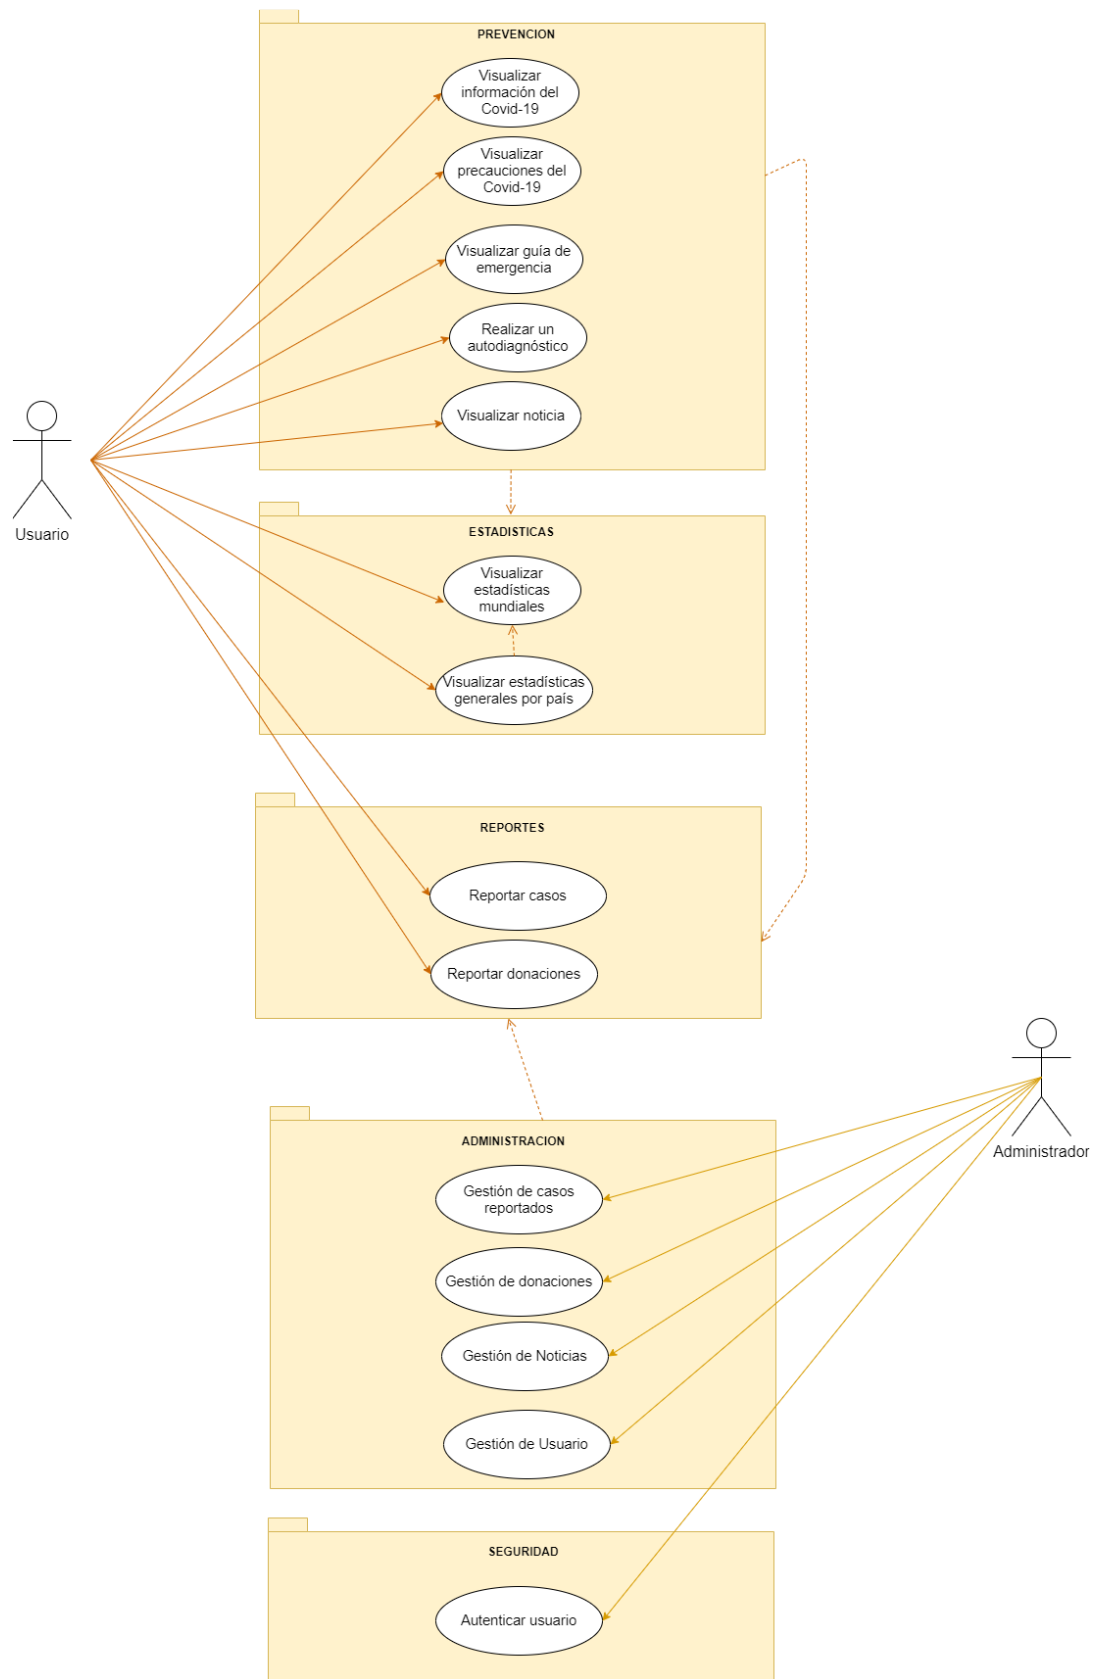 PREVENCION
Visualizar
información del
Covid-19
Visualizar
precauciones del
Covid-19
Visualizar guía de
emergencia
Realizar un
autodiagnóstico
Visualizar noticia
Usuario
ESTADISTICAS
Visualizar
estadísticas
mundiales
Visualizar estadísticas
generales por país
REPORTES
Reportar casos
Reportar donaciones
Administrador
ADMINISTRACION
Gestión de casos
reportados
Gestión de donaciones
Gestión de Noticias
Gestión de Usuario
SEGURIDAD
Autenticar usuario